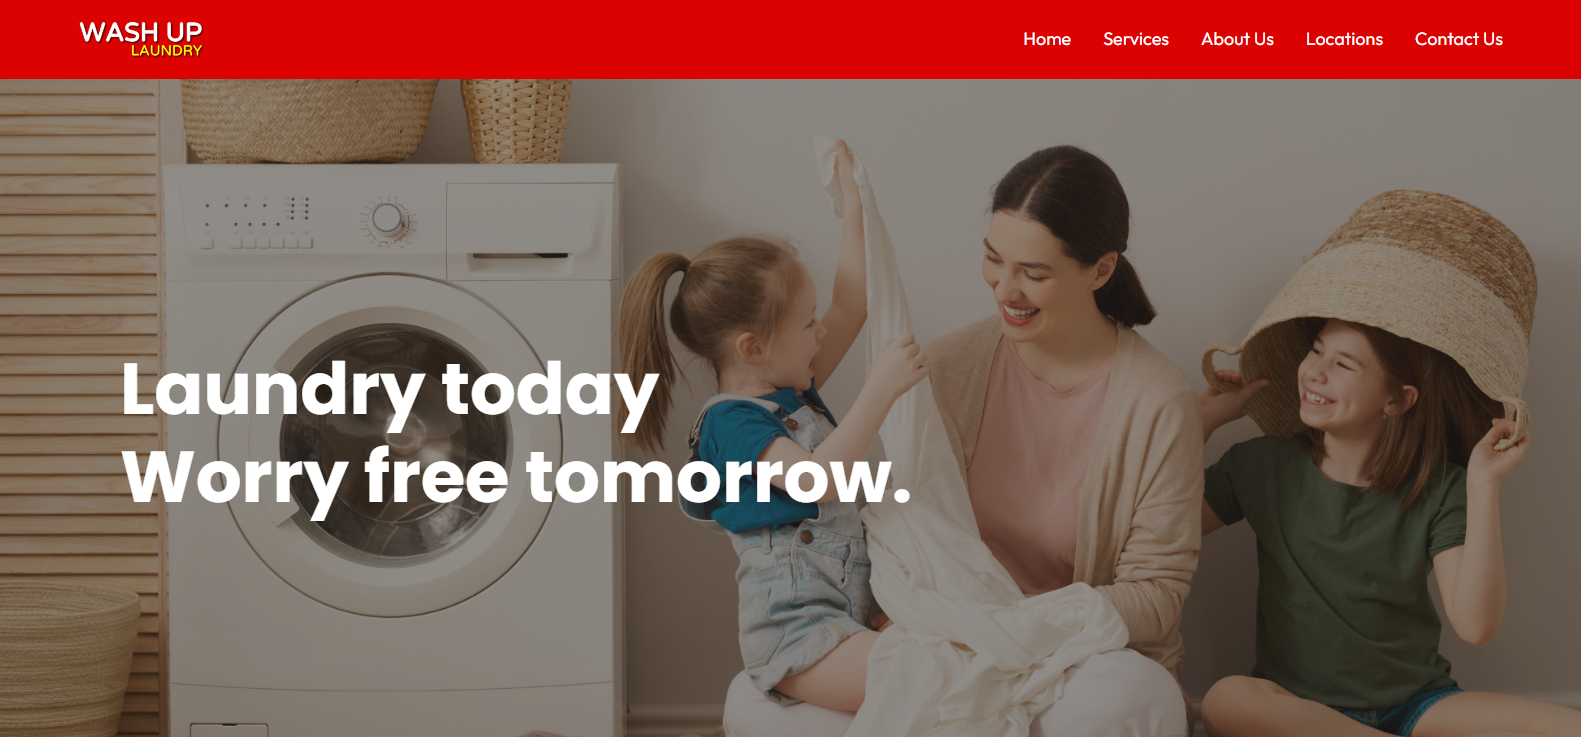 WASH UP
LAUNDRY
Home Services About Us Locations Contact Us
Laundry today
Worry free tomorrow.